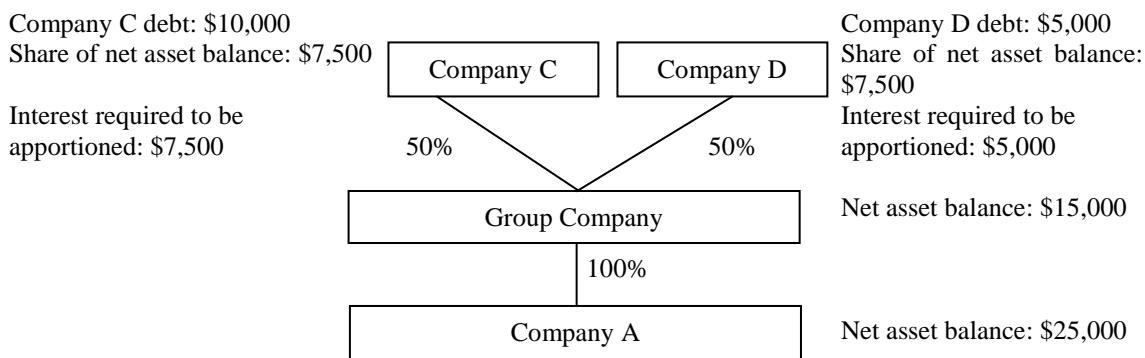 Company C debt: $10,000
Share of net asset balance: $7,500
Interest required to be
apportioned: $7,500
Company C
Company D
Company D debt: $5,000
Share of net asset balance:
$7,500
Interest required to be
apportioned: $5,000
50%
50%
Group Company
Net asset balance: $15,000
100%
Company A
Net asset balance: $25,000